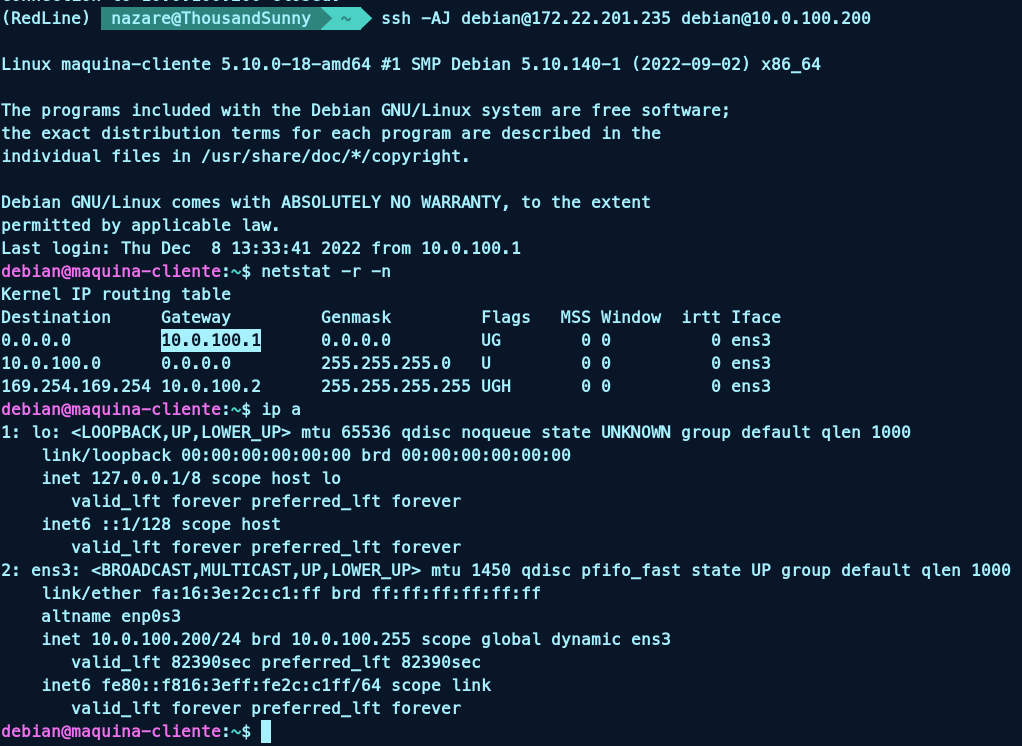 (RedLine) nazare@ThousandSunny ~ ssh -AJ debian@172.22.201.235 debian@10.0.100.200
Linux maquina-cliente 5.10.0-18-amd64 #1 SMP Debian 5.10.140-1 (2022-09-02) x86_64
The programs included with the Debian GNU/Linux system are free software;
the exact distribution terms for each program are described in the
individual files in /usr/share/doc/*/copyright.
Debian GNU/Linux comes with ABSOLUTELY NO WARRANTY, to the extent
permitted by applicable law.
Last login: Thu Dec  8 13:33:41 2022 from 10.0.100.1
debian@maquina-cliente:~$ netstat -r -n
Kernel IP routing table
Destination     Gateway         Genmask         Flags   MSS Window  irtt Iface
0.0.0.0         10.0.100.1      0.0.0.0         UG        0 0          0 ens3
10.0.100.0      0.0.0.0         255.255.255.0   U         0 0          0 ens3
169.254.169.254 10.0.100.2      255.255.255.255 UGH       0 0          0 ens3
debian@maquina-cliente:~$ ip a
1: lo: <LOOPBACK,UP,LOWER_UP> mtu 65536 qdisc noqueue state UNKNOWN group default qlen 1000
    link/loopback 00:00:00:00:00:00 brd 00:00:00:00:00:00
    inet 127.0.0.1/8 scope host lo
       valid_lft forever preferred_lft forever
    inet6 ::1/128 scope host
       valid_lft forever preferred_lft forever
2: ens3: <BROADCAST,MULTICAST,UP,LOWER_UP> mtu 1450 qdisc pfifo_fast state UP group default qlen 1000
    link/ether fa:16:3e:2c:c1:ff brd ff:ff:ff:ff:ff:ff
    altname enp0s3
    inet 10.0.100.200/24 brd 10.0.100.255 scope global dynamic ens3
       valid_lft 82390sec preferred_lft 82390sec
    inet6 fe80::f816:3eff:fe2c:c1ff/64 scope link
       valid_lft forever preferred_lft forever
debian@maquina-cliente:~$